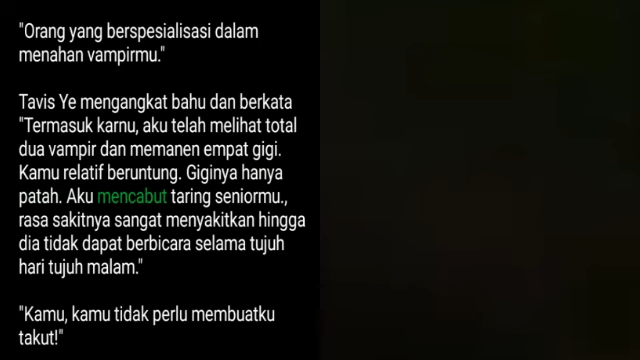 "Orang yang berspesialisasi dalam
menahan vampirmu."
Tavis Ye mengangkat bahu dan berkata
"Termasuk karnu, aku telah melihat total
dua vampir dan memanen empat gigi.
Kamu relatif beruntung. Giginya hanya
patah. Aku mencabut taring seniormu.,
rasa sakitnya sangat menyakitkan hingga
dia tidak dapat berbicara selama tujuh
hari tujuh malam."
"Kamu, kamu tidak perlu membuatku
takut!"